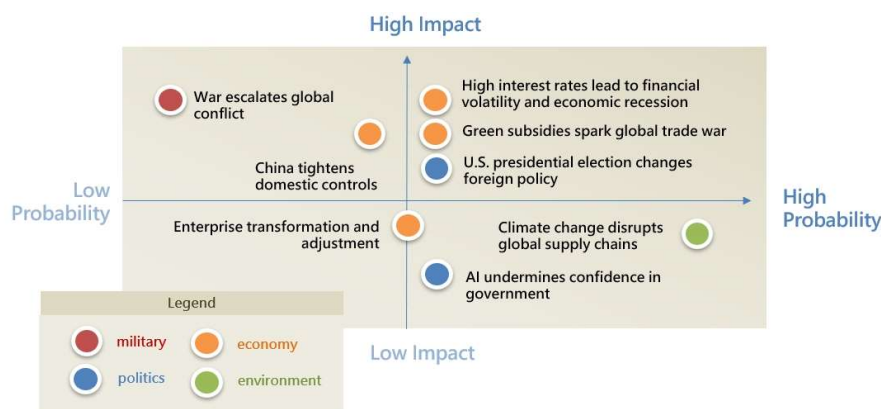 High Impact
War escalates global
conflict
High interest rates lead to financial
volatility and economic recession
Green subsidies spark global trade war
China tightens
domestic controls
U.S. presidential election changes
foreign policy
Low
Probability
High
Probability
Enterprise transformation and
adjustment
Climate change disrupts
global supply chains
AI undermines confidence in
government
Legend
military
economy
politics
environment
Low Impact